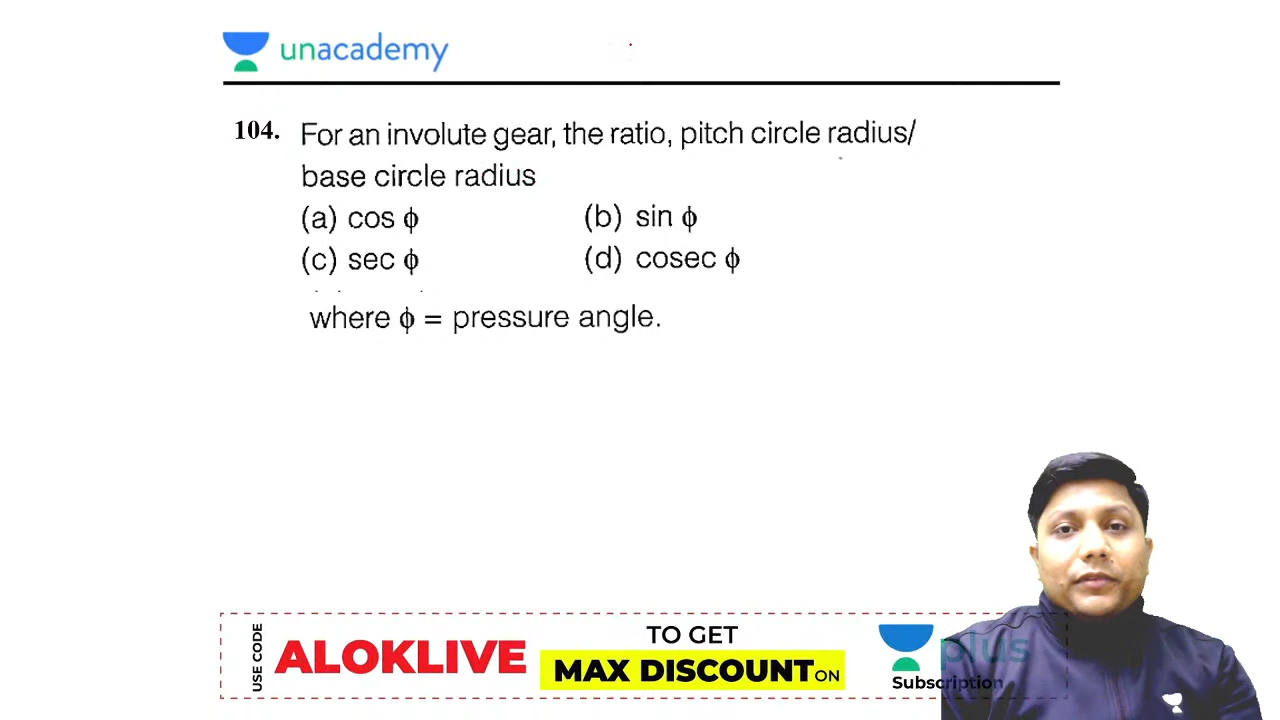 unacademy
104. For an involute gear, the ratio, pitch circle radius/
base circle radius
(a) cos ϕ (b) sin ϕ
(c) sec ϕ (d) cosec ϕ
where ϕ = pressure angle.
USE CODE
ALOKLIVE
TO GET
MAX DISCOUNT ON
plus
Subscription